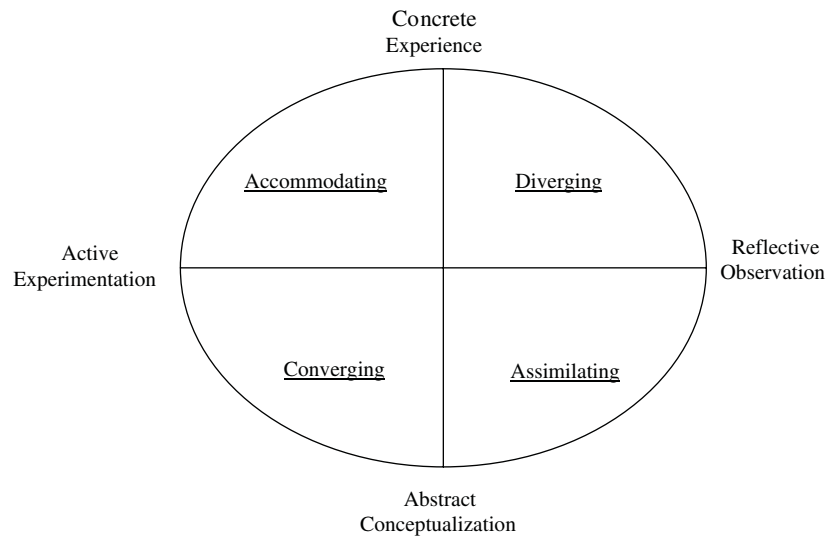 Concrete
Experience
Accommodating
Diverging
Active
Experimentation
Reflective
Observation
Converging
Assimilating
Abstract
Conceptualization